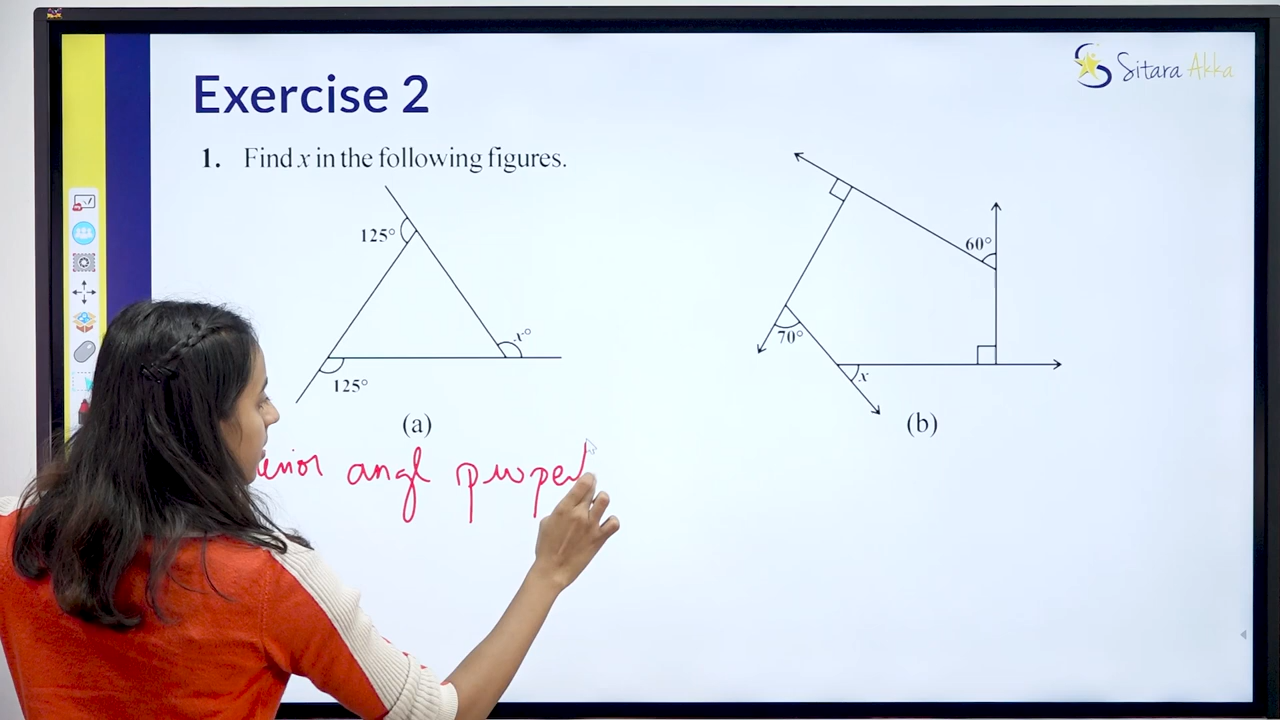 Sitara Akka
Exercise 2
1. Find x in the following figures.
125°
x°
125°
(a)
60°
70°
x
(b)
angl